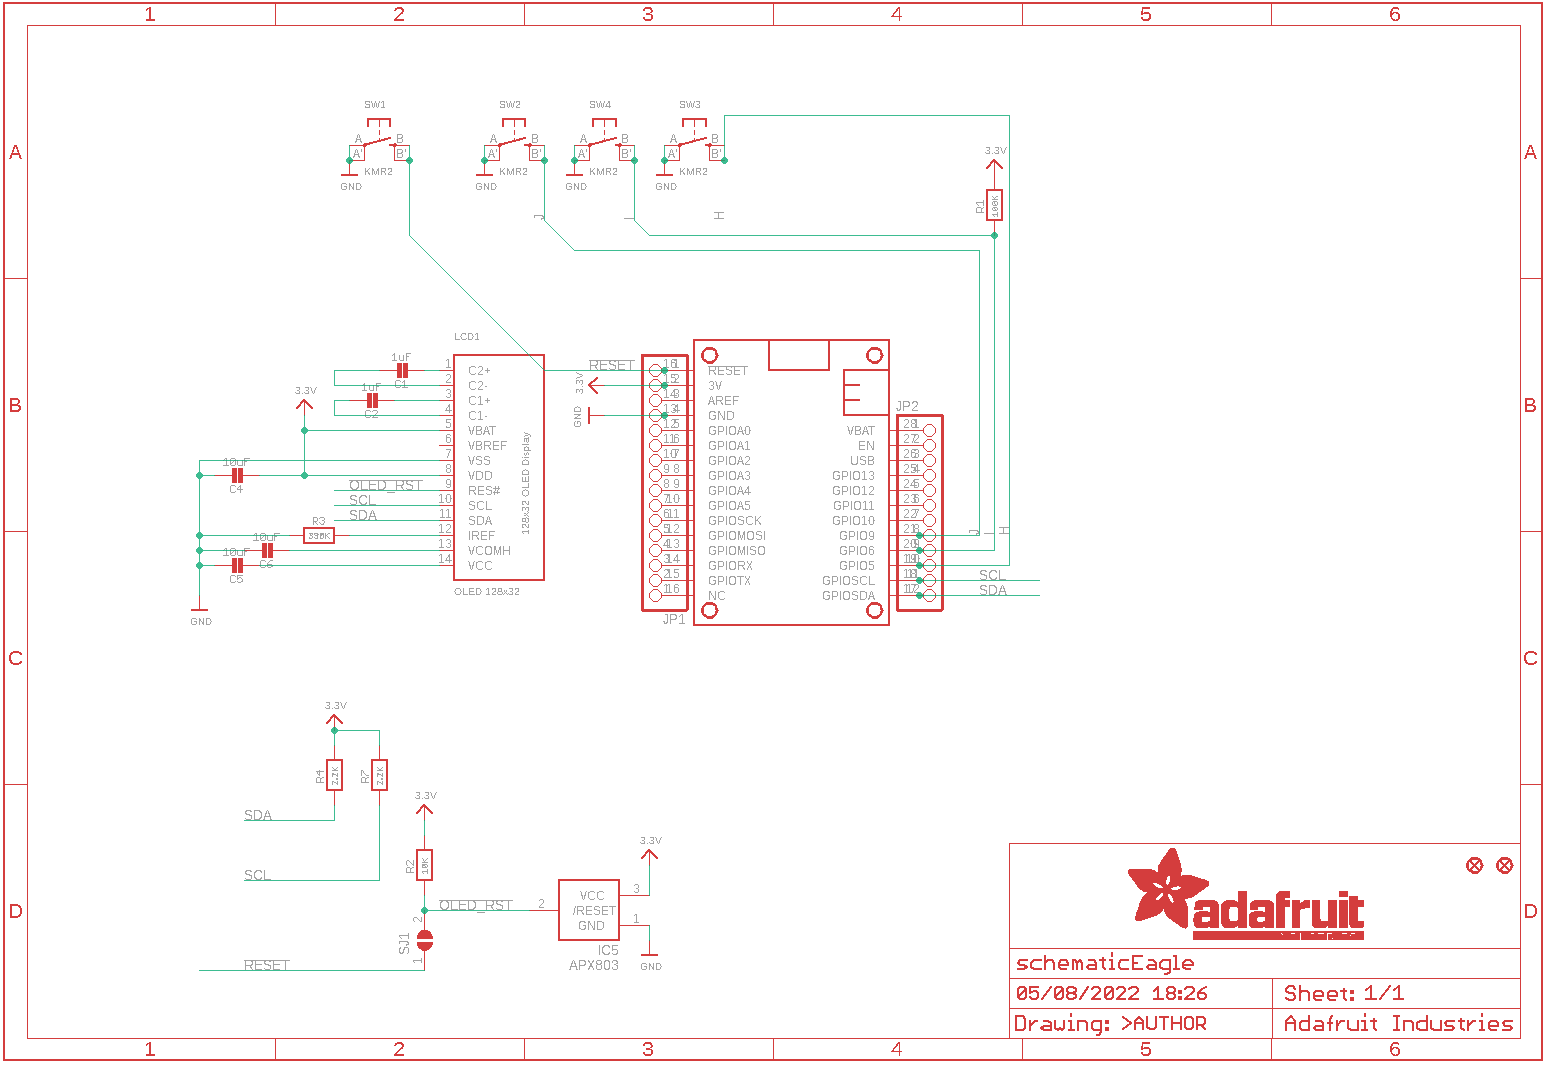 1 2 3 4 5 6
A A
B B
C C
D D
SW1 SW2 SW4 SW3
A B A B A B A B
A' B' A' B' A' B' A' B'
KMR2 KMR2 KMR2 KMR2
GND GND GND GND
3.3V
R1
100K
J I H
LCD1
1uF
C1
1uF
C2
3.3V
10uF
C4
OLED_RST
SCL
SDA
R3
330K
10uF
C6
10uF
C5
GND
1 C2+
2 C2-
3 C1+
4 C1-
5 VBAT
6 VBREF
7 VSS
8 VDD
9 RES#
10 SCL
11 SDA
12 IREF
13 VCOMH
14 VCC
128x32 OLED Display
OLED 128x32
RESET
3.3V
GND
16 1 RESET
15 2 3V
14 3 AREF
13 4 GND
12 5 GPIOA0
11 6 GPIOA1
10 7 GPIOA2
9 8 GPIOA3
8 9 GPIOA4
7 10 GPIOA5
6 11 GPIOSCK
5 12 GPIOMOSI
4 13 GPIOMISO
3 14 GPIORX
2 15 GPIOTX
1 16 NC
JP1
JP2
VBAT 28 1
EN 27 2
USB 26 3
GPIO13 25 4
GPIO12 24 5
GPIO11 23 6
GPIO10 22 7
GPIO9 21 8
GPIO6 20 9
GPIO5 19 10
GPIOSCL 18 11
GPIOSDA 17 12
J I H
SCL
SDA
3.3V
R4
2.2K
R7
2.2K
SDA
SCL
3.3V
R2
10K
OLED_RST
2
SJ1
1
RESET
3.3V
2 VCC 3
/RESET
GND 1
IC5
APX803
GND
adafruit
schematicEagle
05/08/2022 18:26
Sheet: 1/1
Drawing: >AUTHOR
Adafruit Industries
1 2 3 4 5 6